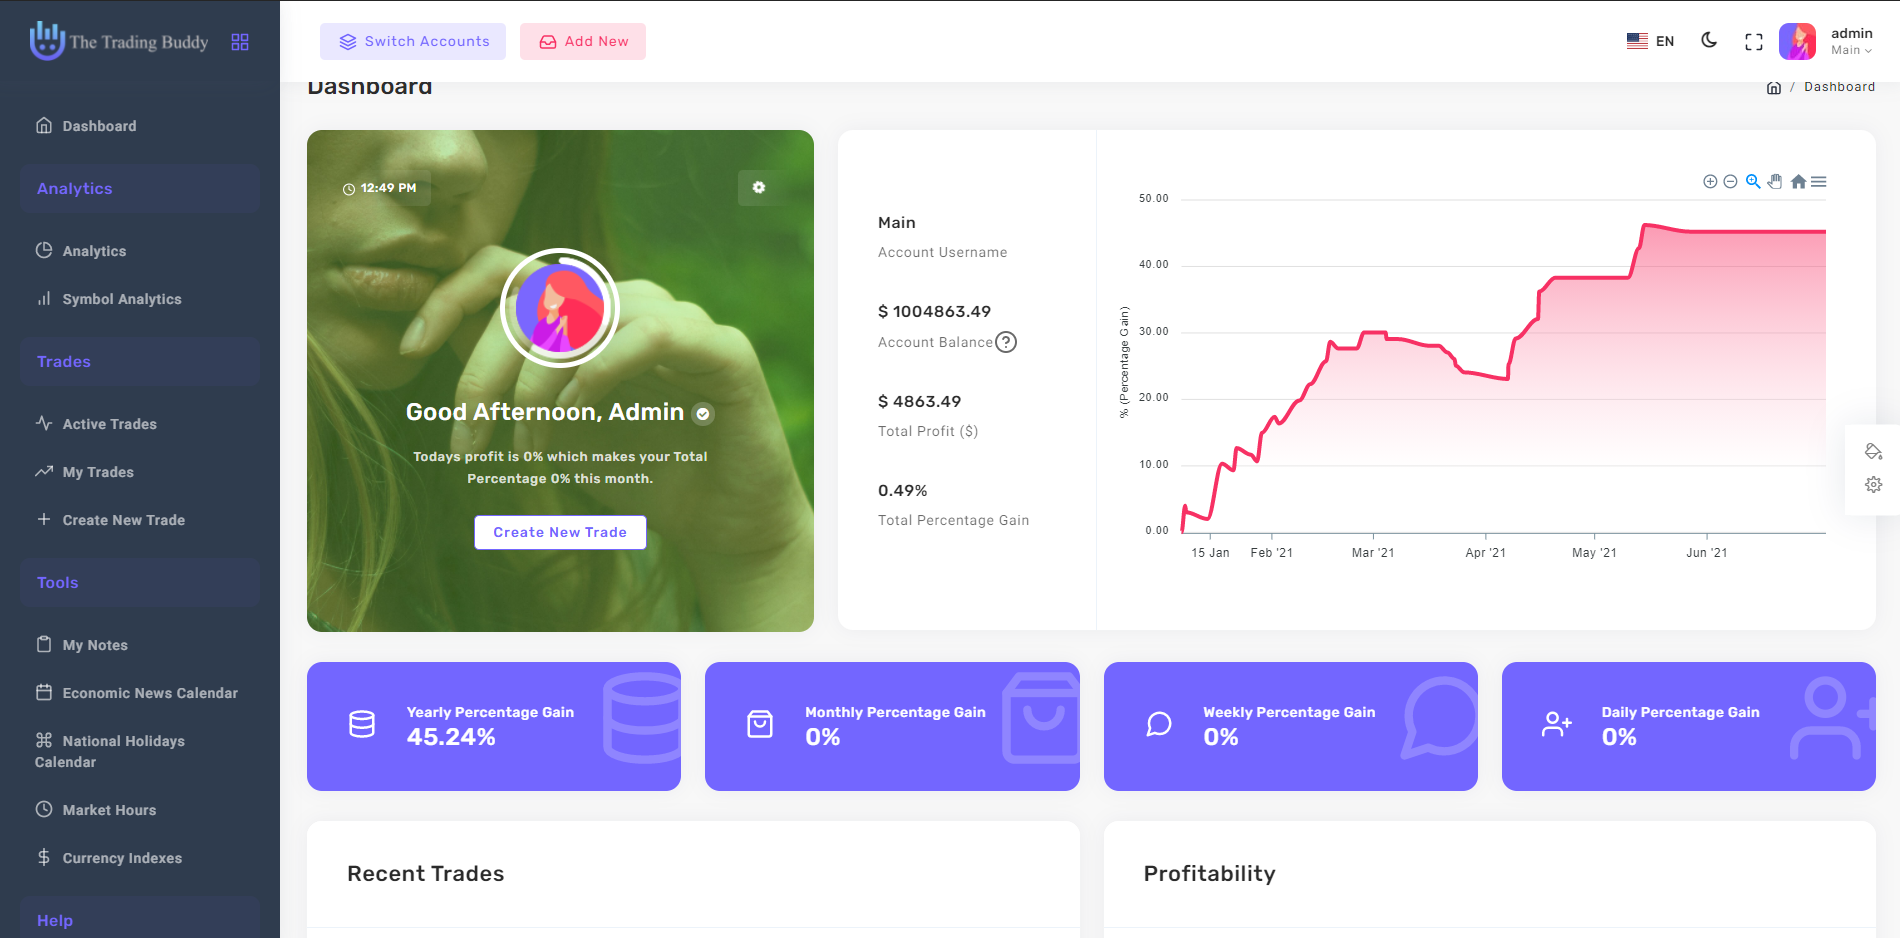 The Trading Buddy
Switch Accounts
Add New
EN
admin
Main
Dashboard
Analytics
Analytics
Symbol Analytics
Trades
Active Trades
My Trades
Create New Trade
Tools
My Notes
Economic News Calendar
National Holidays
Calendar
Market Hours
Currency Indexes
Help
Dashboard
/ Dashboard
12:49 PM
Good Afternoon, Admin
Todays profit is 0% which makes your Total
Percentage 0% this month.
Create New Trade
Main
Account Username
$ 1004863.49
Account Balance ?
$ 4863.49
Total Profit ($)
0.49%
Total Percentage Gain
% (Percentage Gain)
50.00
40.00
30.00
20.00
10.00
0.00
15 Jan
Feb '21
Mar '21
Apr '21
May '21
Jun '21
Yearly Percentage Gain
45.24%
Monthly Percentage Gain
0%
Weekly Percentage Gain
0%
Daily Percentage Gain
0%
Recent Trades
Profitability